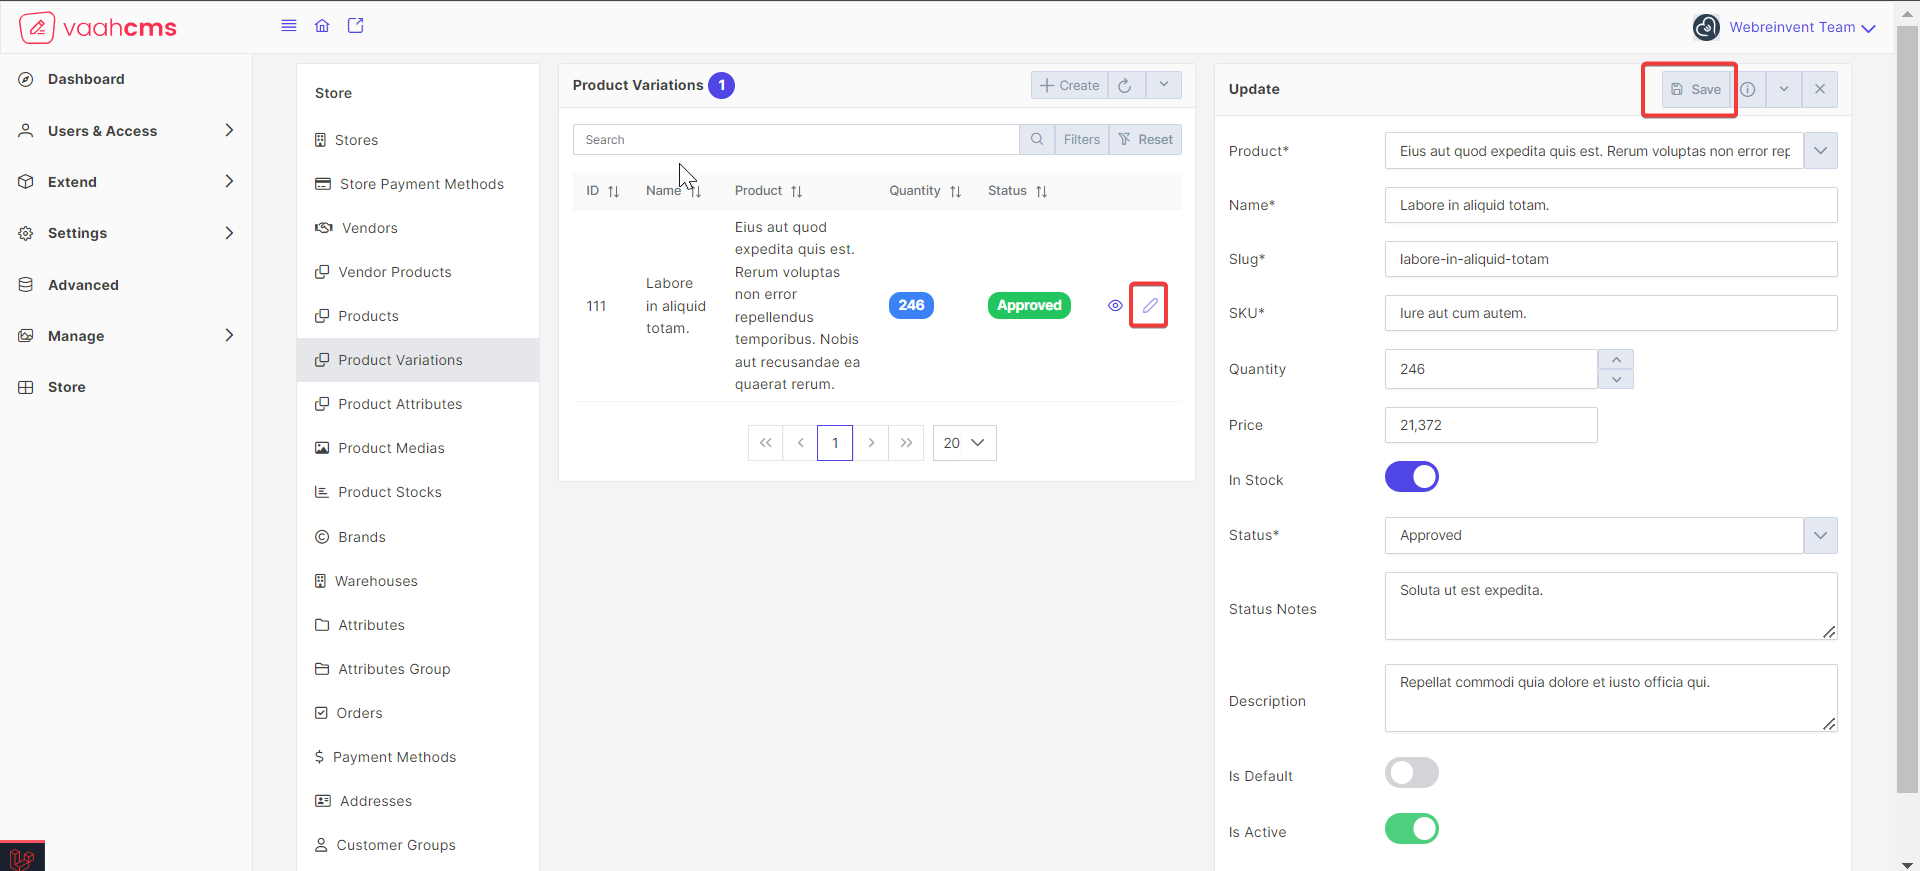 vaahcms
Webreinvent Team
Dashboard
Users & Access
Extend
Settings
Advanced
Manage
Store
Store
Stores
Store Payment Methods
Vendors
Vendor Products
Products
Product Variations
Product Attributes
Product Medias
Product Stocks
Brands
Warehouses
Attributes
Attributes Group
Orders
Payment Methods
Addresses
Customer Groups
Product Variations 1
Create
Search
Filters
Reset
ID Name Product Quantity Status
111
Labore
in aliquid
totam.
Eius aut quod
expedita quis est.
Rerum voluptas
non error
repellendus
temporibus. Nobis
aut recusandae ea
quaerat rerum.
246
Approved
1
20
Update
Save
Product* Eius aut quod expedita quis est. Rerum voluptas non error rep
Name* Labore in aliquid totam.
Slug* labore-in-aliquid-totam
SKU* Iure aut cum autem.
Quantity 246
Price 21,372
In Stock
Status* Approved
Status Notes Soluta ut est expedita.
Description Repellat commodi quia dolore et iusto officia qui.
Is Default
Is Active